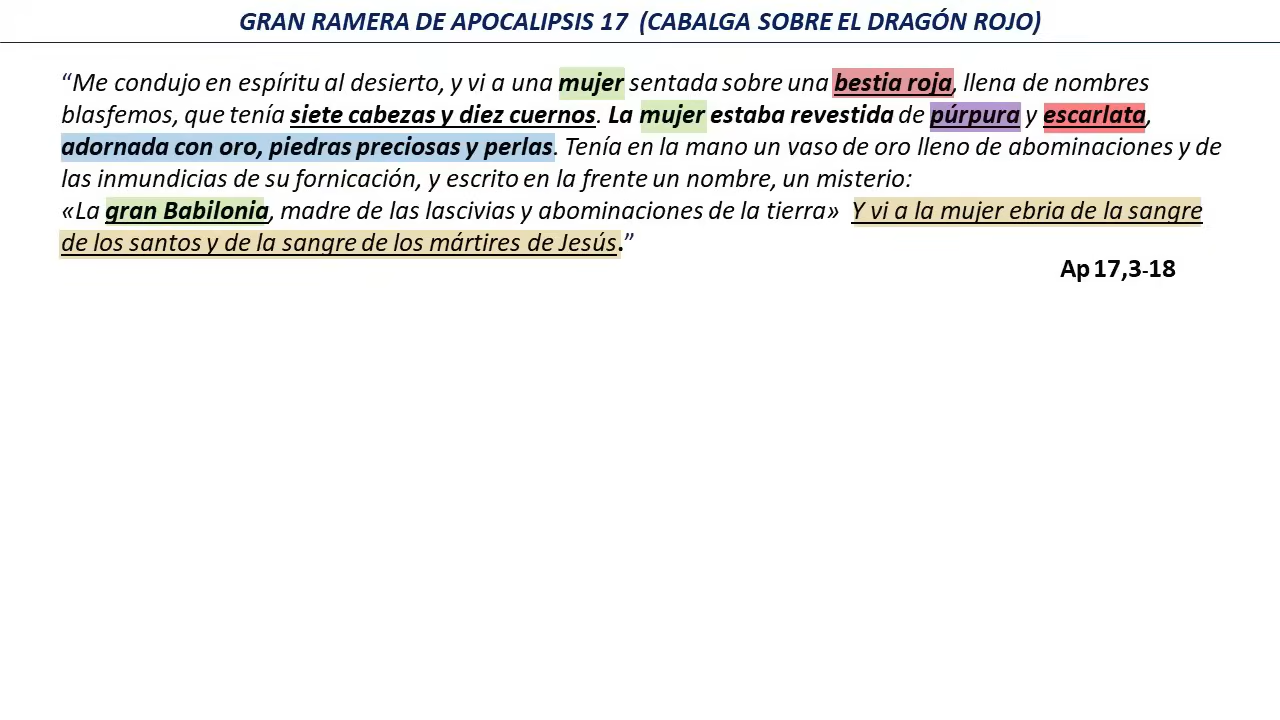 GRAN RAMERA DE APOCALIPSIS 17 (CABALGA SOBRE EL DRAGÓN ROJO)
“Me condujo en espíritu al desierto, y vi a una mujer sentada sobre una bestia roja, llena de nombres
blasfemos, que tenía siete cabezas y diez cuernos. La mujer estaba revestida de púrpura y escarlata,
adornada con oro, piedras preciosas y perlas. Tenía en la mano un vaso de oro lleno de abominaciones y de
las inmundicias de su fornicación, y escrito en la frente un nombre, un misterio:
«La gran Babilonia, madre de las lascivias y abominaciones de la tierra» Y vi a la mujer ebria de la sangre
de los santos y de la sangre de los mártires de Jesús.”
Ap 17,3-18